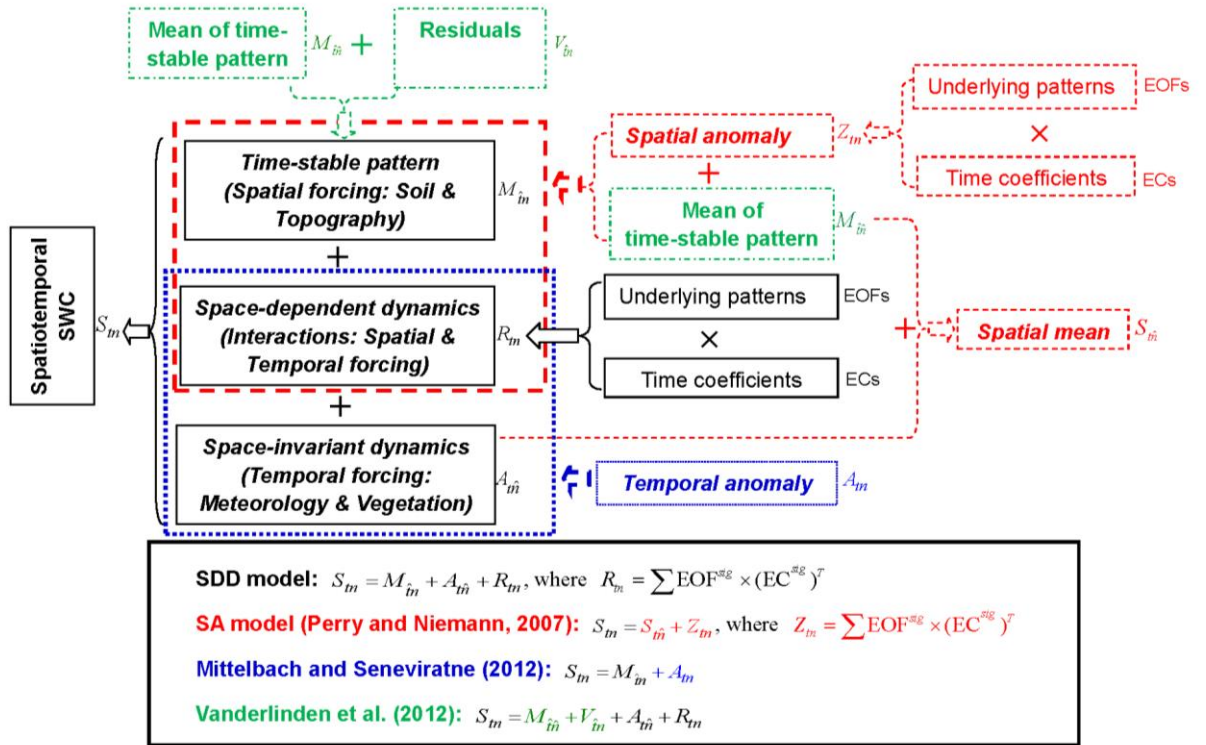 Mean of time-
stable pattern
M_{t̂n̂}
+
Residuals
V_{t̂n}
Time-stable pattern
(Spatial forcing: Soil &
Topography)
M_{t̂n}
+
Space-dependent dynamics
(Interactions: Spatial &
Temporal forcing)
R_{tn}
+
Space-invariant dynamics
(Temporal forcing:
Meteorology & Vegetation)
A_{tn̂}
Spatiotemporal
SWC
S_{tn}
Spatial anomaly
Z_{tn}
+
Mean of
time-stable pattern
M_{t̂n̂}
Underlying patterns
EOFs
×
Time coefficients
ECs
Underlying patterns
EOFs
×
Time coefficients
ECs
+
Spatial mean
S_{tn̂}
Temporal anomaly
A_{tn}
SDD model: S_{tn} = M_{t̂n} + A_{tn̂} + R_{tn}, where R_{tn} = ∑ EOF^{sig} × (EC^{sig})^T
SA model (Perry and Niemann, 2007): S_{tn} = S_{tn̂} + Z_{tn}, where Z_{tn} = ∑ EOF^{sig} × (EC^{sig})^T
Mittelbach and Seneviratne (2012): S_{tn} = M_{t̂n} + A_{tn}
Vanderlinden et al. (2012): S_{tn} = M_{t̂n̂} + V_{t̂n} + A_{tn̂} + R_{tn}